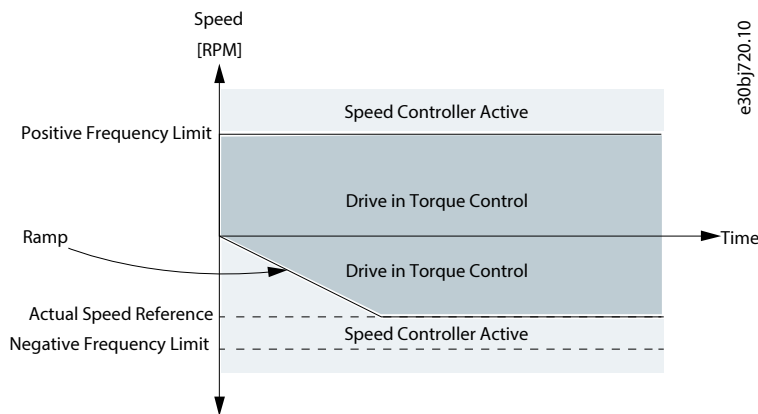 Speed
[RPM]
e30bj720.10
Speed Controller Active
Positive Frequency Limit
Drive in Torque Control
Ramp
Time
Drive in Torque Control
Actual Speed Reference
Speed Controller Active
Negative Frequency Limit